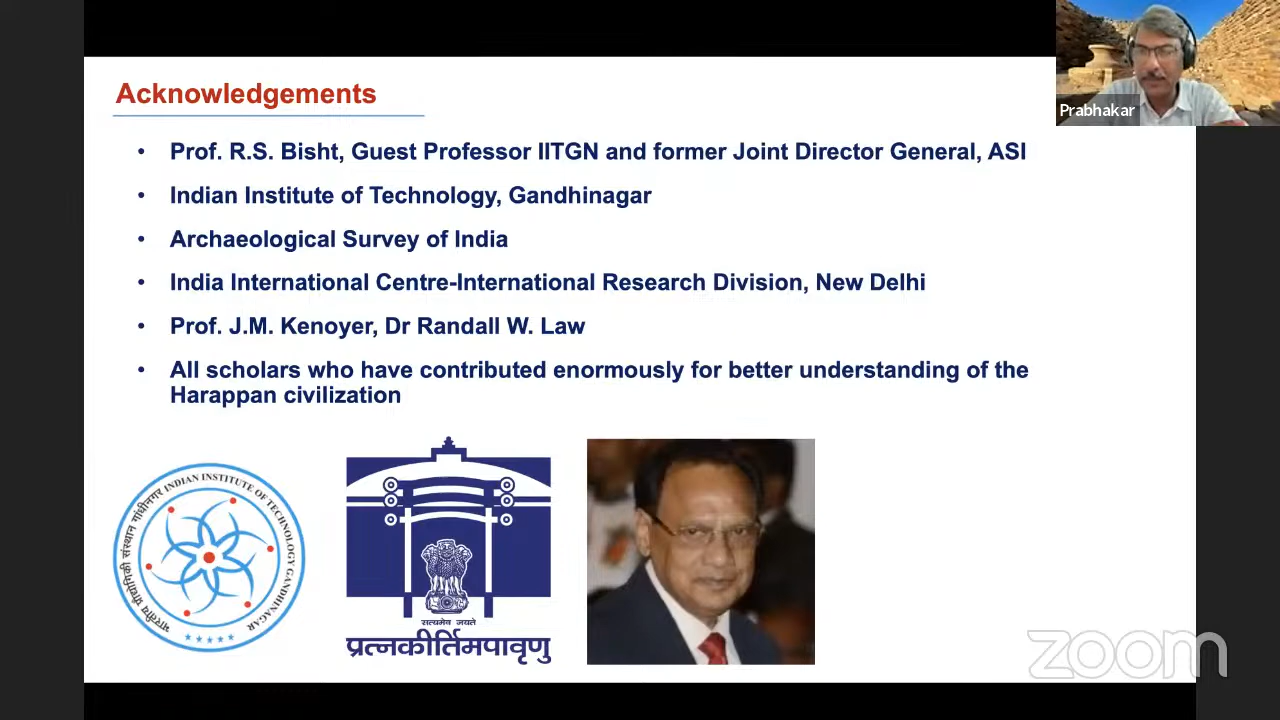 Acknowledgements
Prabhakar
• Prof. R.S. Bisht, Guest Professor IITGN and former Joint Director General, ASI
• Indian Institute of Technology, Gandhinagar
• Archaeological Survey of India
• India International Centre-International Research Division, New Delhi
• Prof. J.M. Kenoyer, Dr Randall W. Law
• All scholars who have contributed enormously for better understanding of the
Harappan civilization
भारतीय प्रौद्योगिकी संस्थान गांधीनगर
INDIAN INSTITUTE OF TECHNOLOGY GANDHINAGAR
सत्यमेव जयते
प्रत्नकीर्तिमपावृणु
zoom